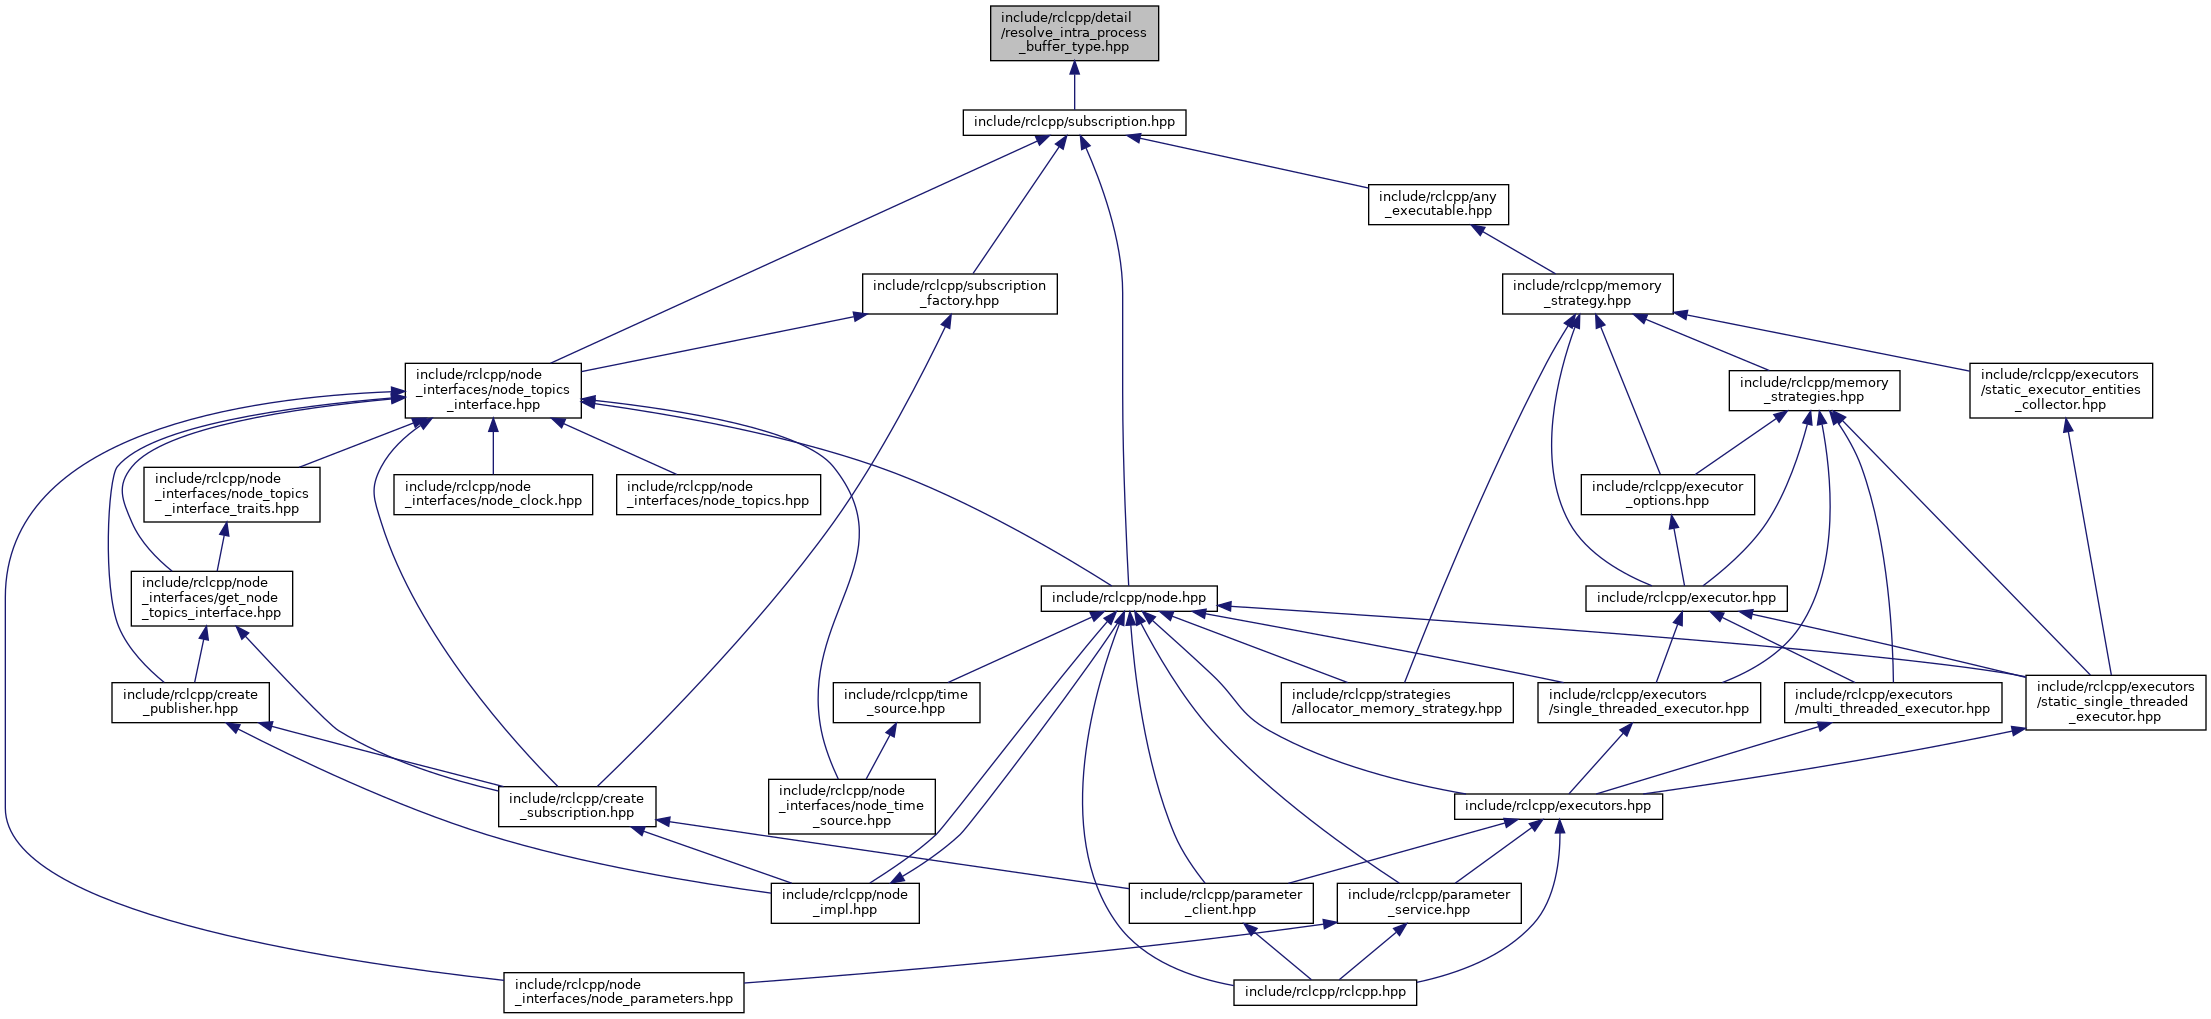 include/rclcpp/detail
/resolve_intra_process
_buffer_type.hpp
include/rclcpp/subscription.hpp
include/rclcpp/any
_executable.hpp
include/rclcpp/subscription
_factory.hpp
include/rclcpp/memory
_strategy.hpp
include/rclcpp/node
_interfaces/node_topics
_interface.hpp
include/rclcpp/memory
_strategies.hpp
include/rclcpp/executors
/static_executor_entities
_collector.hpp
include/rclcpp/node
_interfaces/node_topics
_interface_traits.hpp
include/rclcpp/node
_interfaces/node_clock.hpp
include/rclcpp/node
_interfaces/node_topics.hpp
include/rclcpp/executor
_options.hpp
include/rclcpp/node
_interfaces/get_node
_topics_interface.hpp
include/rclcpp/node.hpp
include/rclcpp/executor.hpp
include/rclcpp/create
_publisher.hpp
include/rclcpp/time
_source.hpp
include/rclcpp/strategies
/allocator_memory_strategy.hpp
include/rclcpp/executors
/single_threaded_executor.hpp
include/rclcpp/executors
/multi_threaded_executor.hpp
include/rclcpp/executors
/static_single_threaded
_executor.hpp
include/rclcpp/create
_subscription.hpp
include/rclcpp/node
_interfaces/node_time
_source.hpp
include/rclcpp/executors.hpp
include/rclcpp/node
_impl.hpp
include/rclcpp/parameter
_client.hpp
include/rclcpp/parameter
_service.hpp
include/rclcpp/node
_interfaces/node_parameters.hpp
include/rclcpp/rclcpp.hpp